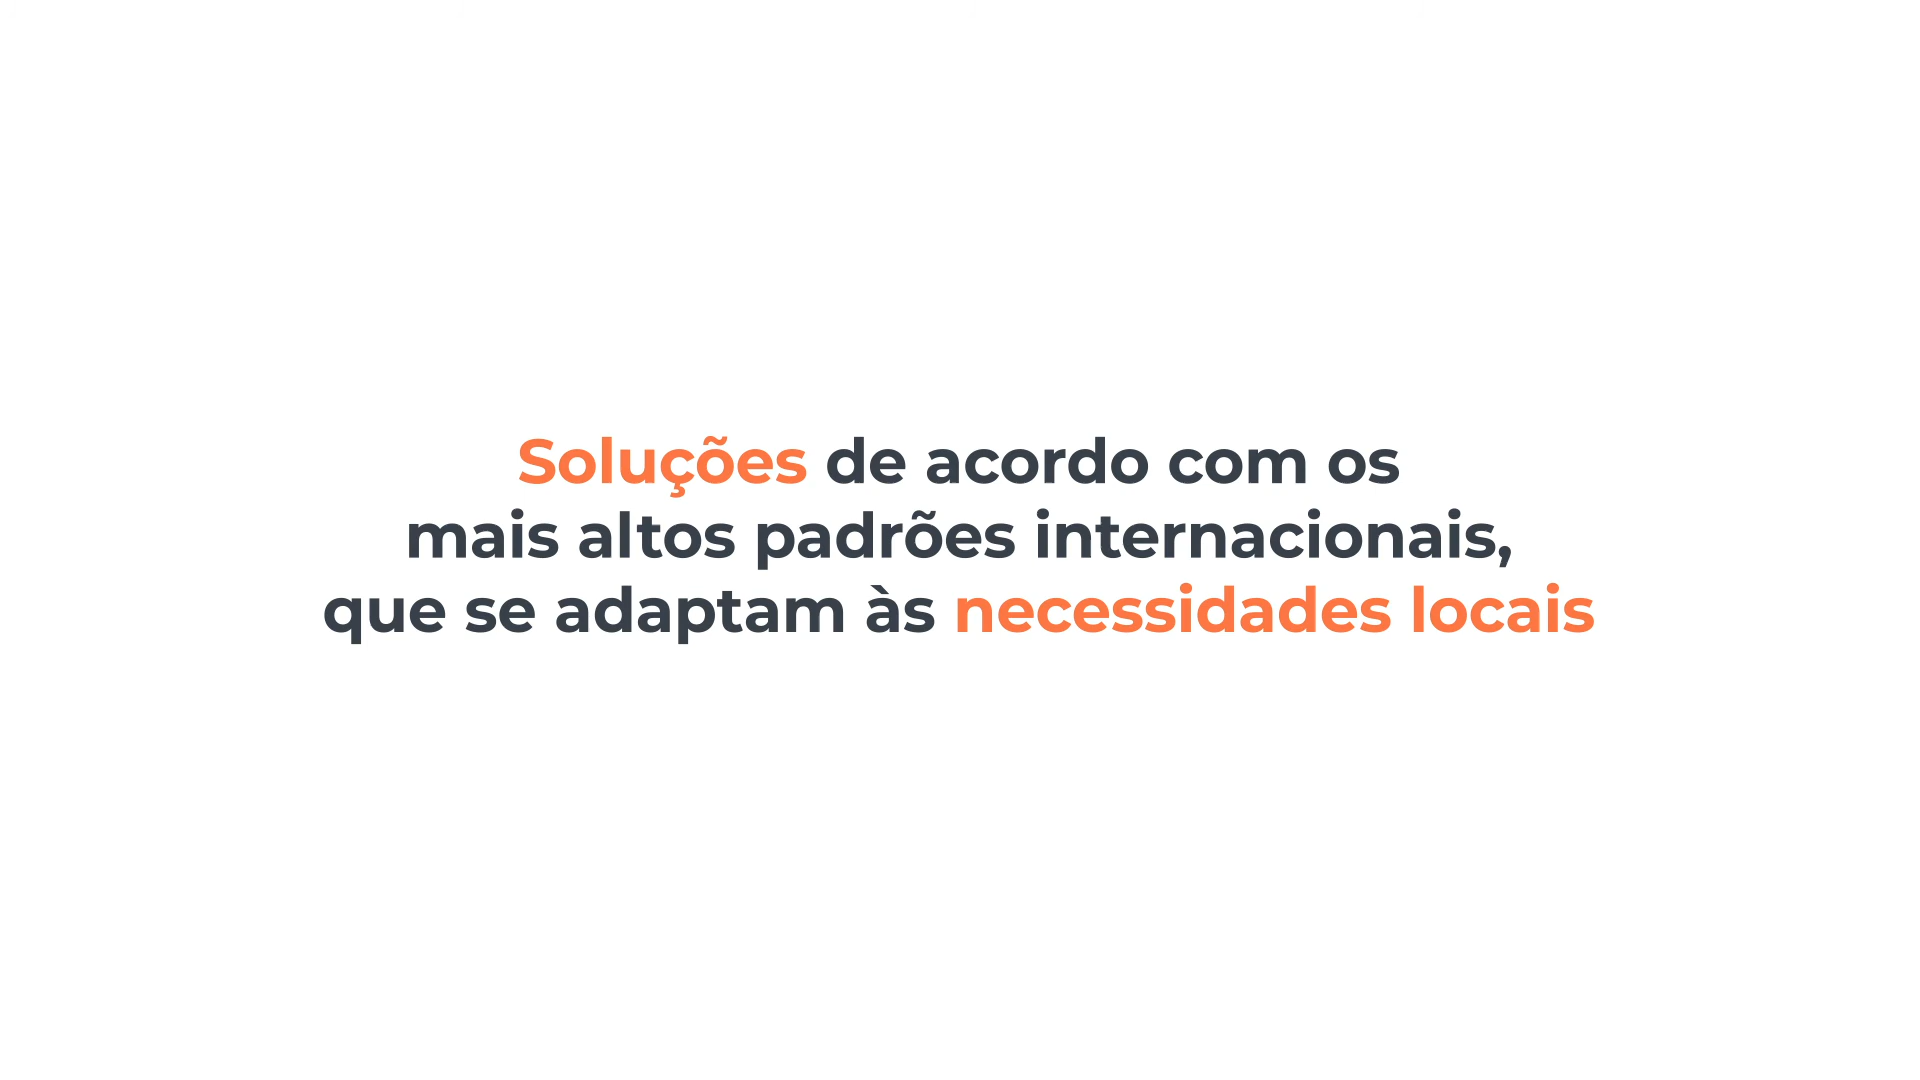 Soluções de acordo com os
mais altos padrões internacionais,
que se adaptam às necessidades locais